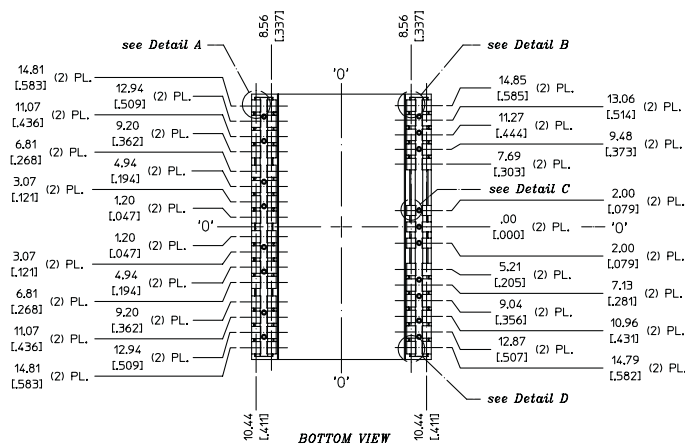 8.56
[.337]
8.56
[.337]
see Detail A
see Detail B
'0'
14.81
[.583] (2) PL.
12.94
[.509] (2) PL.
11.07
[.436] (2) PL.
9.20
[.362] (2) PL.
6.81
[.268] (2) PL.
4.94
[.194] (2) PL.
3.07
[.121] (2) PL.
1.20
[.047] (2) PL.
'0'
1.20
[.047] (2) PL.
3.07
[.121] (2) PL.
4.94
[.194] (2) PL.
6.81
[.268] (2) PL.
9.20
[.362] (2) PL.
11.07
[.436] (2) PL.
12.94
[.509] (2) PL.
14.81
[.583] (2) PL.
14.85
[.585] (2) PL.
13.06
[.514] (2) PL.
11.27
[.444] (2) PL.
9.48
[.373] (2) PL.
7.69
[.303] (2) PL.
see Detail C
2.00
[.079] (2) PL.
.00
[.000] (2) PL.
'0'
2.00
[.079] (2) PL.
5.21
[.205] (2) PL.
7.13
[.281] (2) PL.
9.04
[.356] (2) PL.
10.96
[.431] (2) PL.
12.87
[.507] (2) PL.
14.79
[.582] (2) PL.
see Detail D
'0'
10.44
[.411]
10.44
[.411]
BOTTOM VIEW